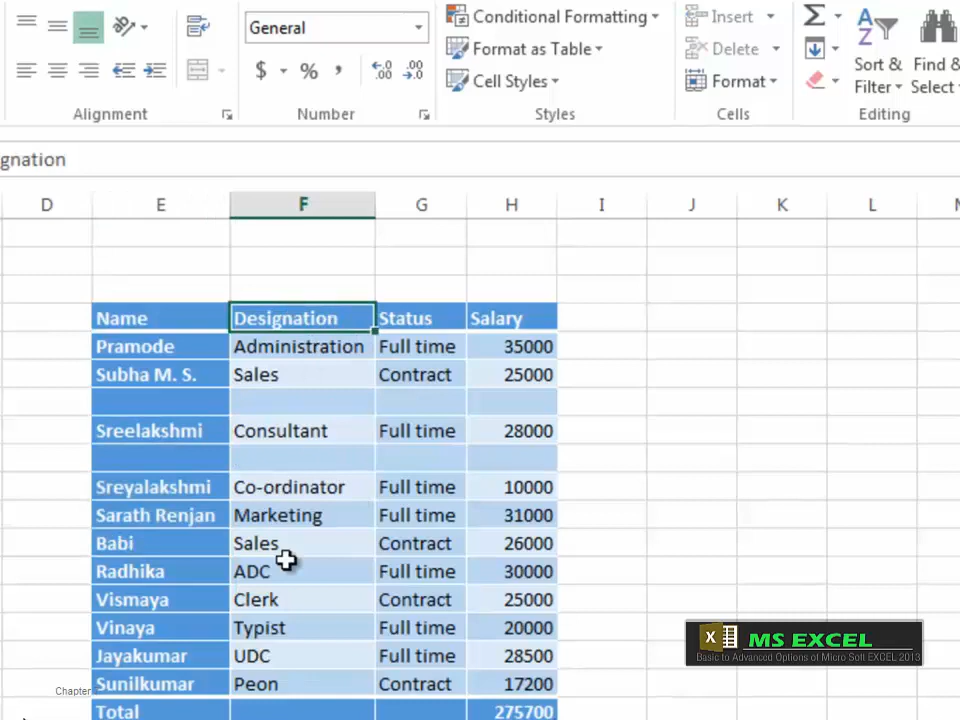 General
Conditional Formatting
Insert
Format as Table
Delete
Sort & Find &
Cell Styles
Format
Filter Select
$ % , .00 .0
Alignment Number Styles Cells Editing
gnation
D E F G H I J K L
Name Designation Status Salary
Pramode Administration Full time 35000
Subha M. S. Sales Contract 25000
Sreelakshmi Consultant Full time 28000
Sreyalakshmi Co-ordinator Full time 10000
Sarath Renjan Marketing Full time 31000
Babi Sales Contract 26000
Radhika ADC Full time 30000
Vismaya Clerk Contract 25000
Vinaya Typist Full time 20000
Jayakumar UDC Full time 28500
Sunilkumar Peon Contract 17200
Total 275700
Chapter
MS EXCEL
Basic to Advanced Options of Micro Soft EXCEL 2013